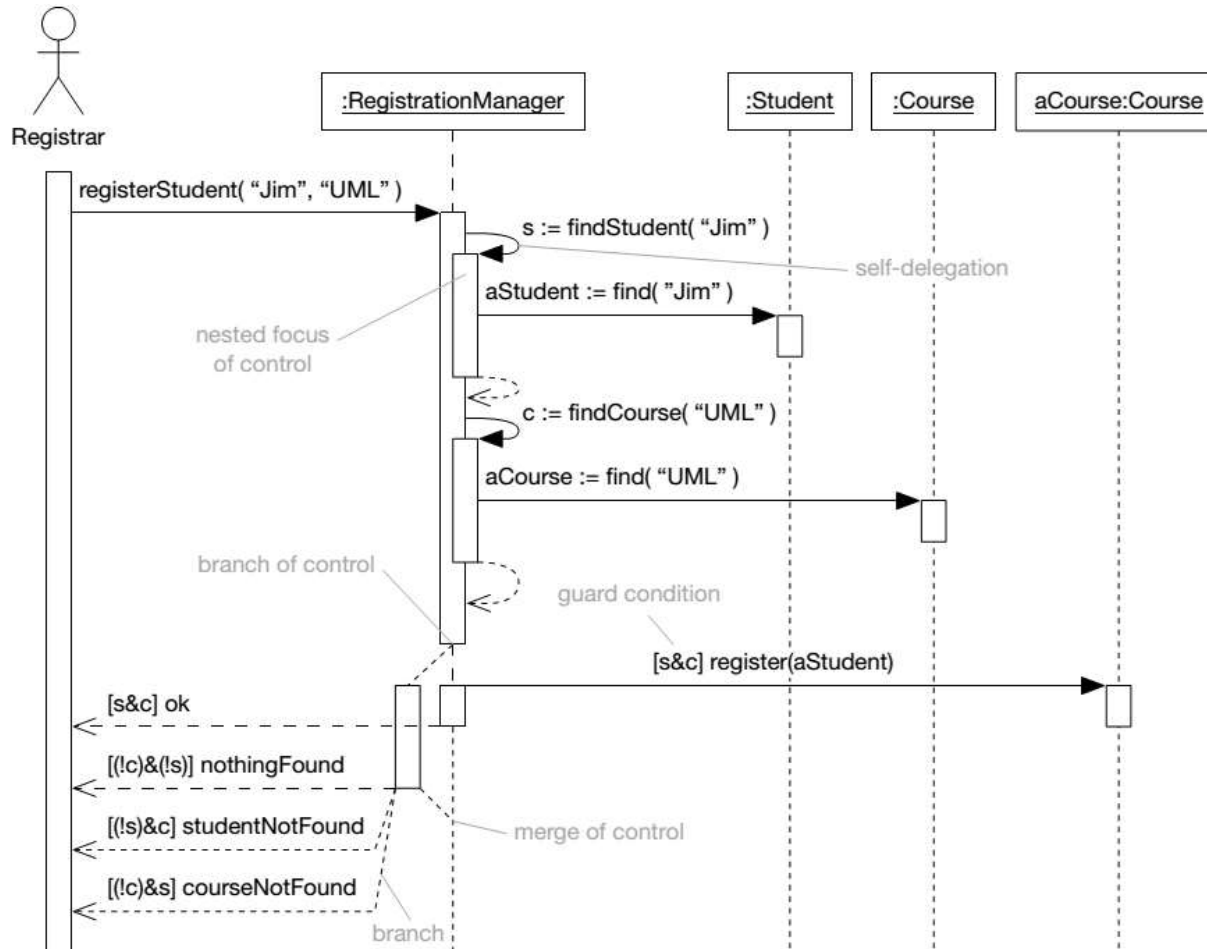 :RegistrationManager
:Student
:Course
aCourse:Course
Registrar
registerStudent( “Jim”, “UML” )
s := findStudent( “Jim” )
self-delegation
aStudent := find( ”Jim” )
nested focus
of control
c := findCourse( “UML” )
aCourse := find( “UML” )
branch of control
guard condition
[s&c] register(aStudent)
[s&c] ok
[(!c)&(!s)] nothingFound
[(!s)&c] studentNotFound
merge of control
[(!c)&s] courseNotFound
branch